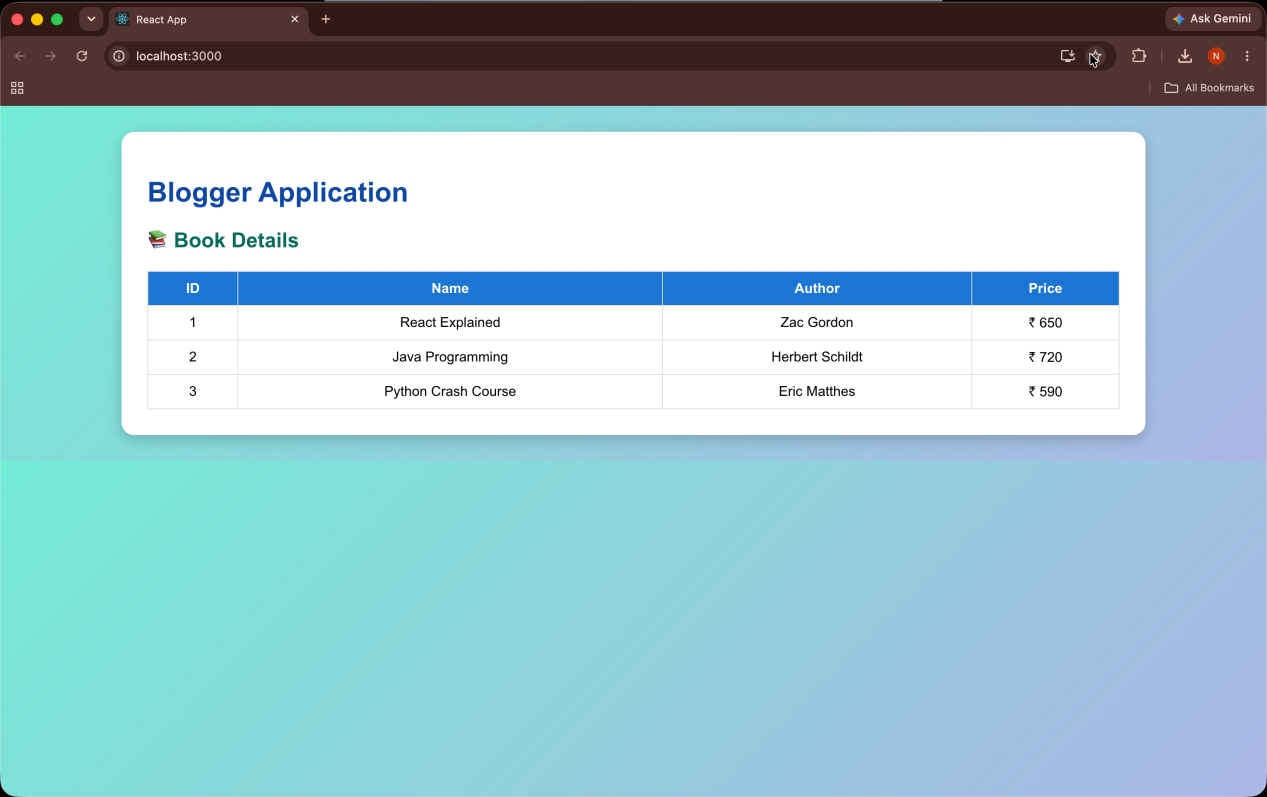 React App
Ask Gemini
localhost:3000
N
All Bookmarks
Blogger Application
📚 Book Details
ID Name Author Price
1 React Explained Zac Gordon ₹ 650
2 Java Programming Herbert Schildt ₹ 720
3 Python Crash Course Eric Matthes ₹ 590